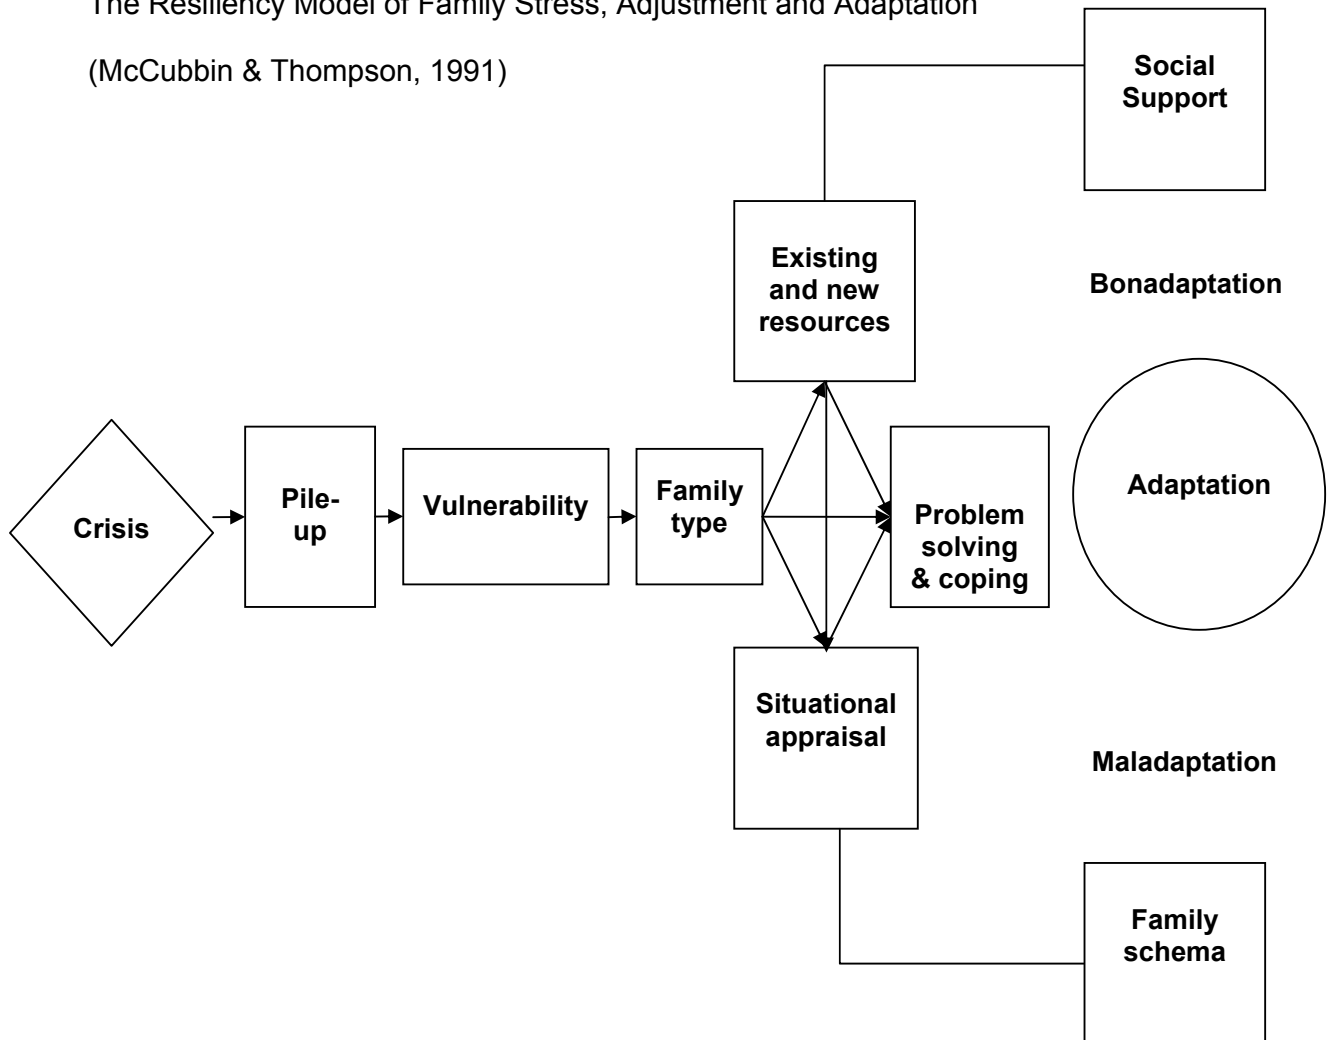 The Resiliency Model of Family Stress, Adjustment and Adaptation
(McCubbin & Thompson, 1991)
Social
Support
Existing
and new
resources
Bonadaptation
Crisis
Pile-
up
Vulnerability
Family
type
Problem
solving
& coping
Adaptation
Situational
appraisal
Maladaptation
Family
schema